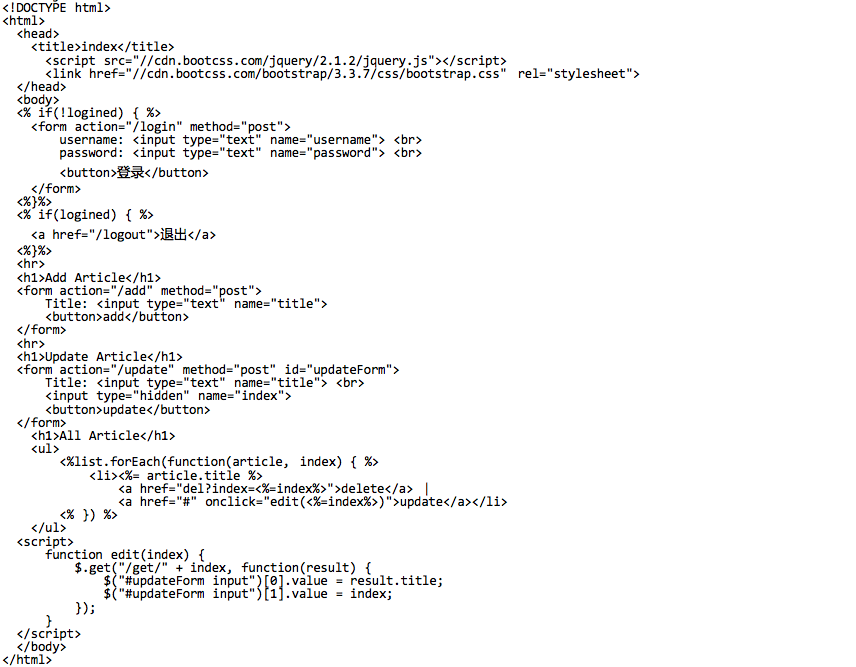 <!DOCTYPE html>
<html>
  <head>
    <title>index</title>
      <script src="//cdn.bootcss.com/jquery/2.1.2/jquery.js"></script>
      <link href="//cdn.bootcss.com/bootstrap/3.3.7/css/bootstrap.css" rel="stylesheet">
  </head>
  <body>
  <% if(!logined) { %>
    <form action="/login" method="post">
        username: <input type="text" name="username"> <br>
        password: <input type="text" name="password"> <br>
        <button>登录</button>
    </form>
  <%}%>
  <% if(logined) { %>
    <a href="/logout">退出</a>
  <%}%>
  <hr>
  <h1>Add Article</h1>
  <form action="/add" method="post">
      Title: <input type="text" name="title">
      <button>add</button>
  </form>
  <hr>
  <h1>Update Article</h1>
  <form action="/update" method="post" id="updateForm">
      Title: <input type="text" name="title"> <br>
      <input type="hidden" name="index">
      <button>update</button>
  </form>
    <h1>All Article</h1>
    <ul>
        <%list.forEach(function(article, index) { %>
            <li><%= article.title %>
                <a href="del?index=<%=index%>">delete</a> |
                <a href="#" onclick="edit(<%=index%>)">update</a></li>
        <% }) %>
    </ul>
  <script>
      function edit(index) {
          $.get("/get/" + index, function(result) {
              $("#updateForm input")[0].value = result.title;
              $("#updateForm input")[1].value = index;
          });
      }
  </script>
  </body>
</html>